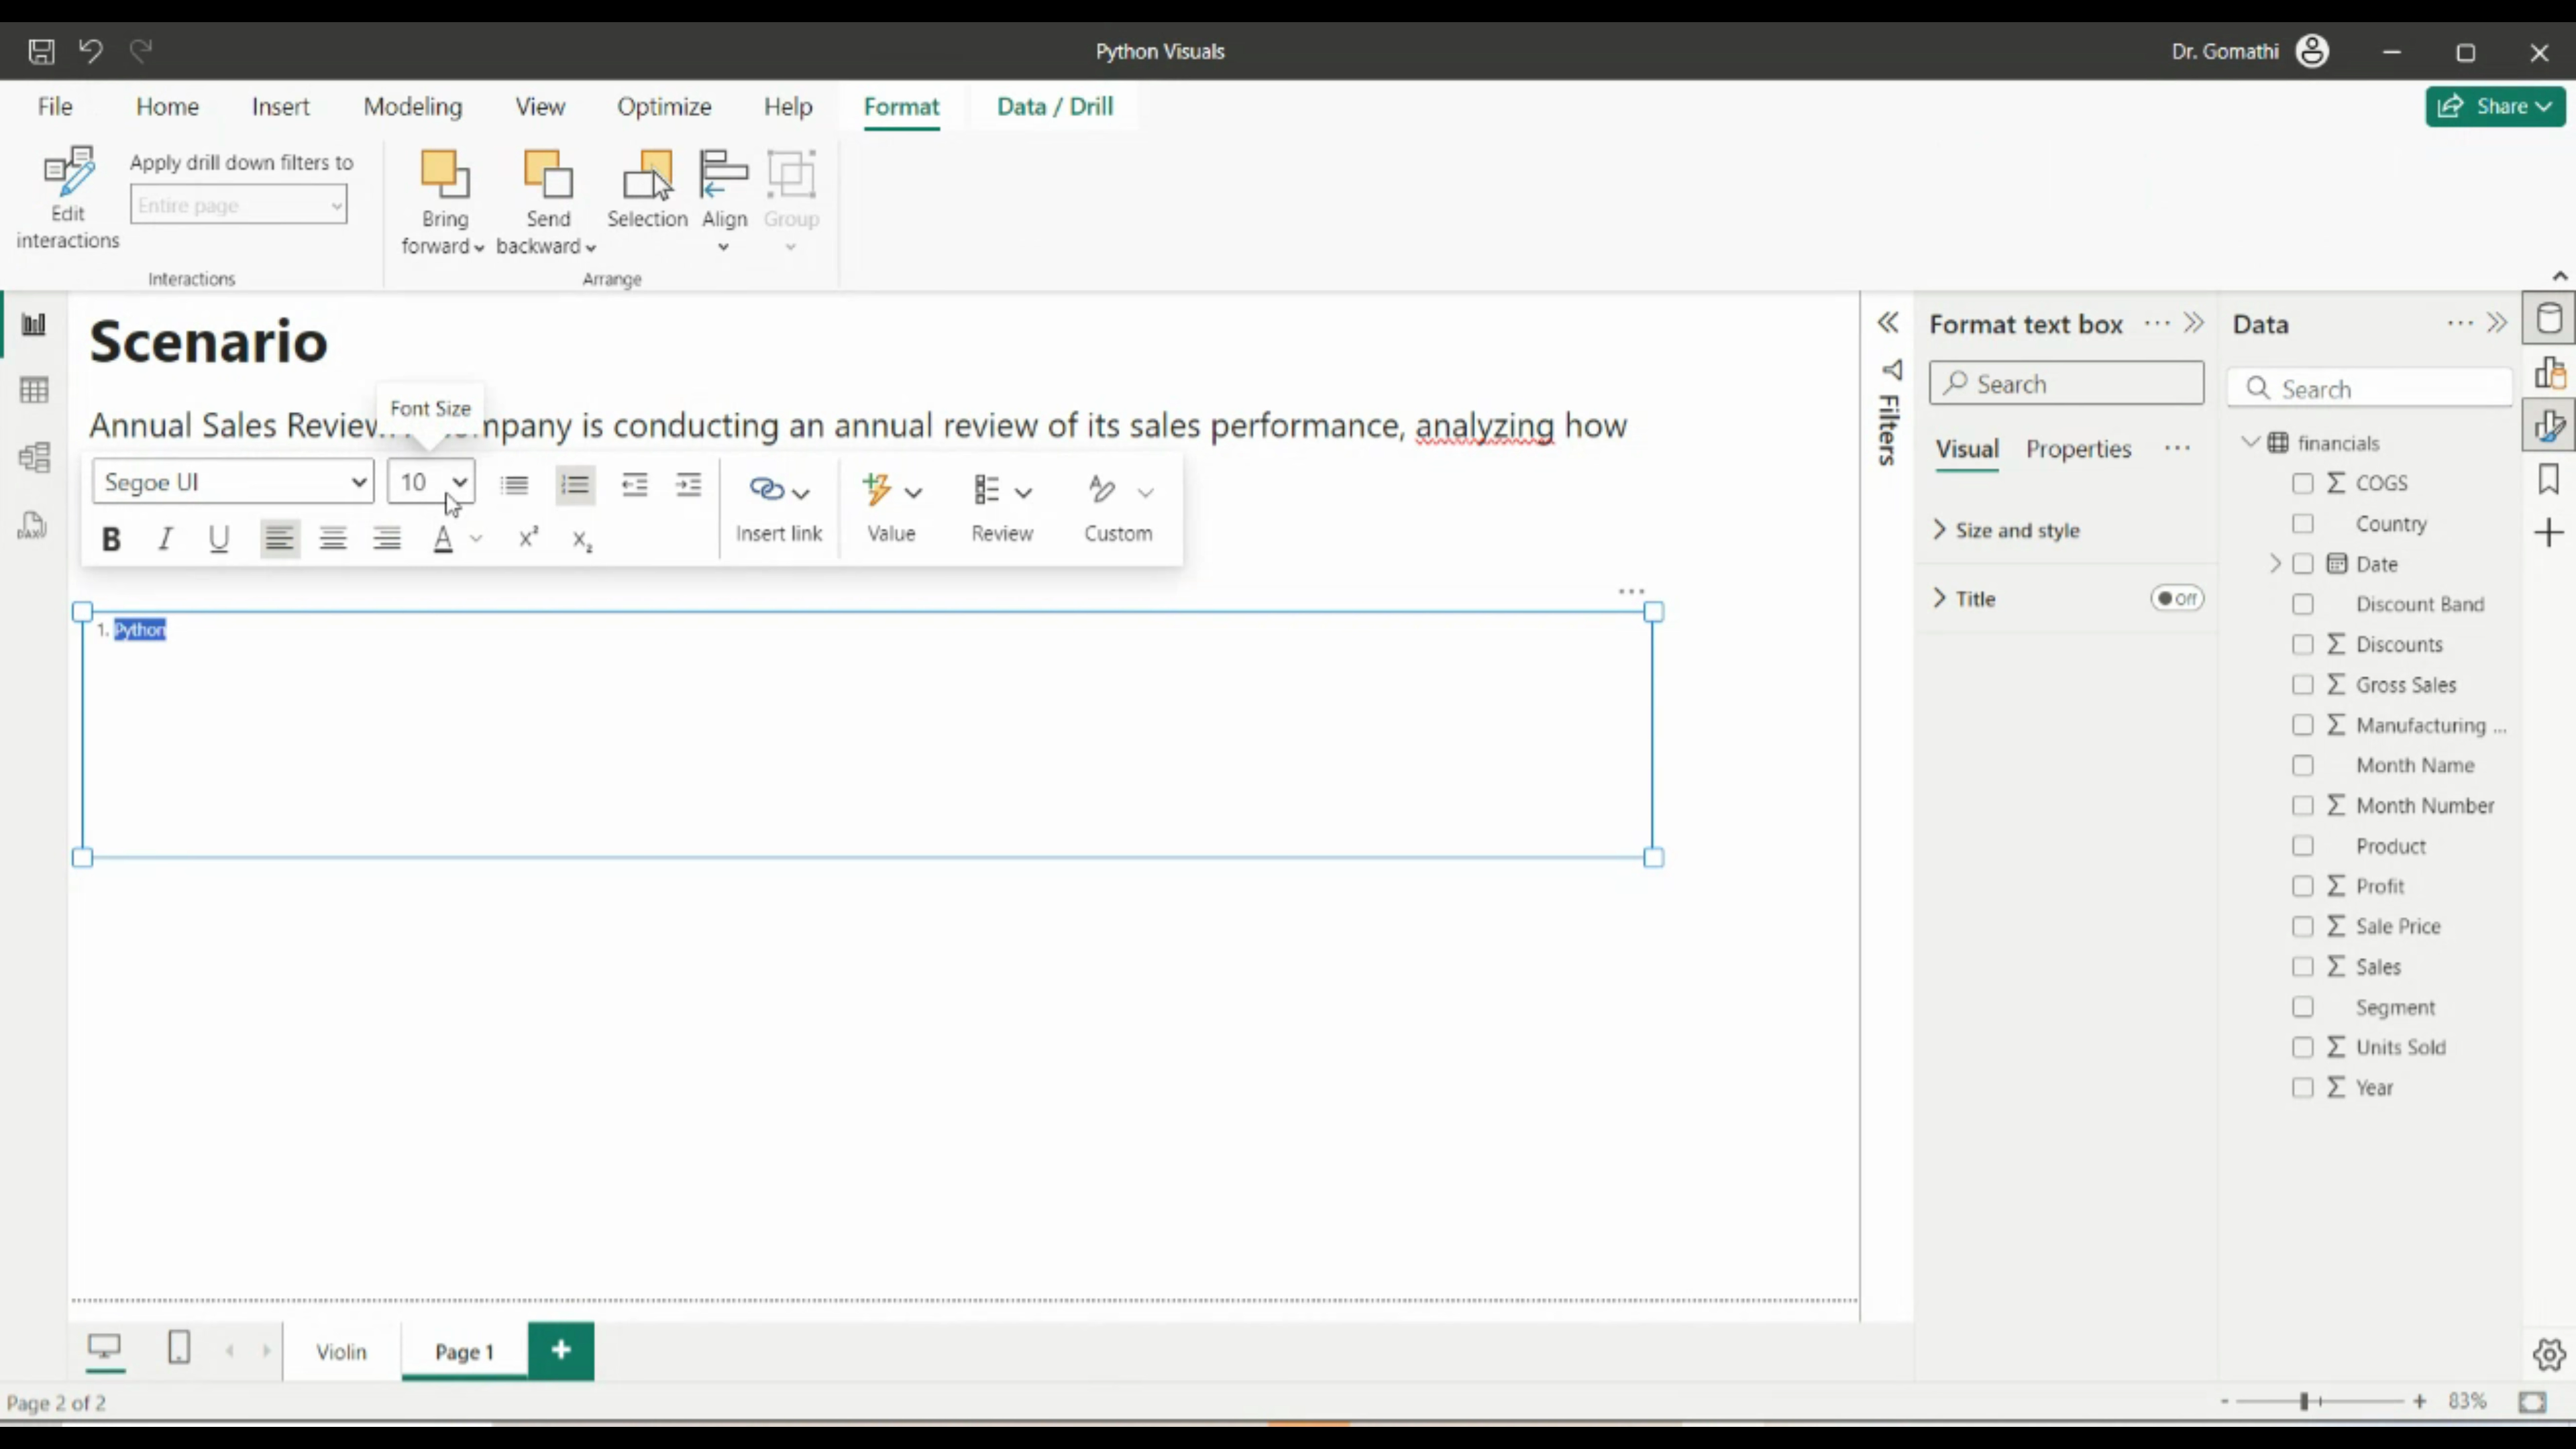 Python Visuals
Dr. Gomathi
File Home Insert Modeling View Optimize Help Format Data / Drill
Share
Edit interactions
Apply drill down filters to
Entire page
Interactions
Bring forward
Send backward
Selection
Align
Group
Arrange
Scenario
Font Size
Annual Sales Review mpany is conducting an annual review of its sales performance, analyzing how
Segoe UI
10
B I U A x² x₂
Insert link
Value
Review
Custom
1. Python
Filters
Format text box
Search
Visual Properties
Size and style
Title Off
Data
Search
financials
Σ COGS
Country
Date
Discount Band
Σ Discounts
Σ Gross Sales
Σ Manufacturing ...
Month Name
Σ Month Number
Product
Σ Profit
Σ Sale Price
Σ Sales
Segment
Σ Units Sold
Σ Year
DAX
Violin
Page 1
+
Page 2 of 2
- + 83%